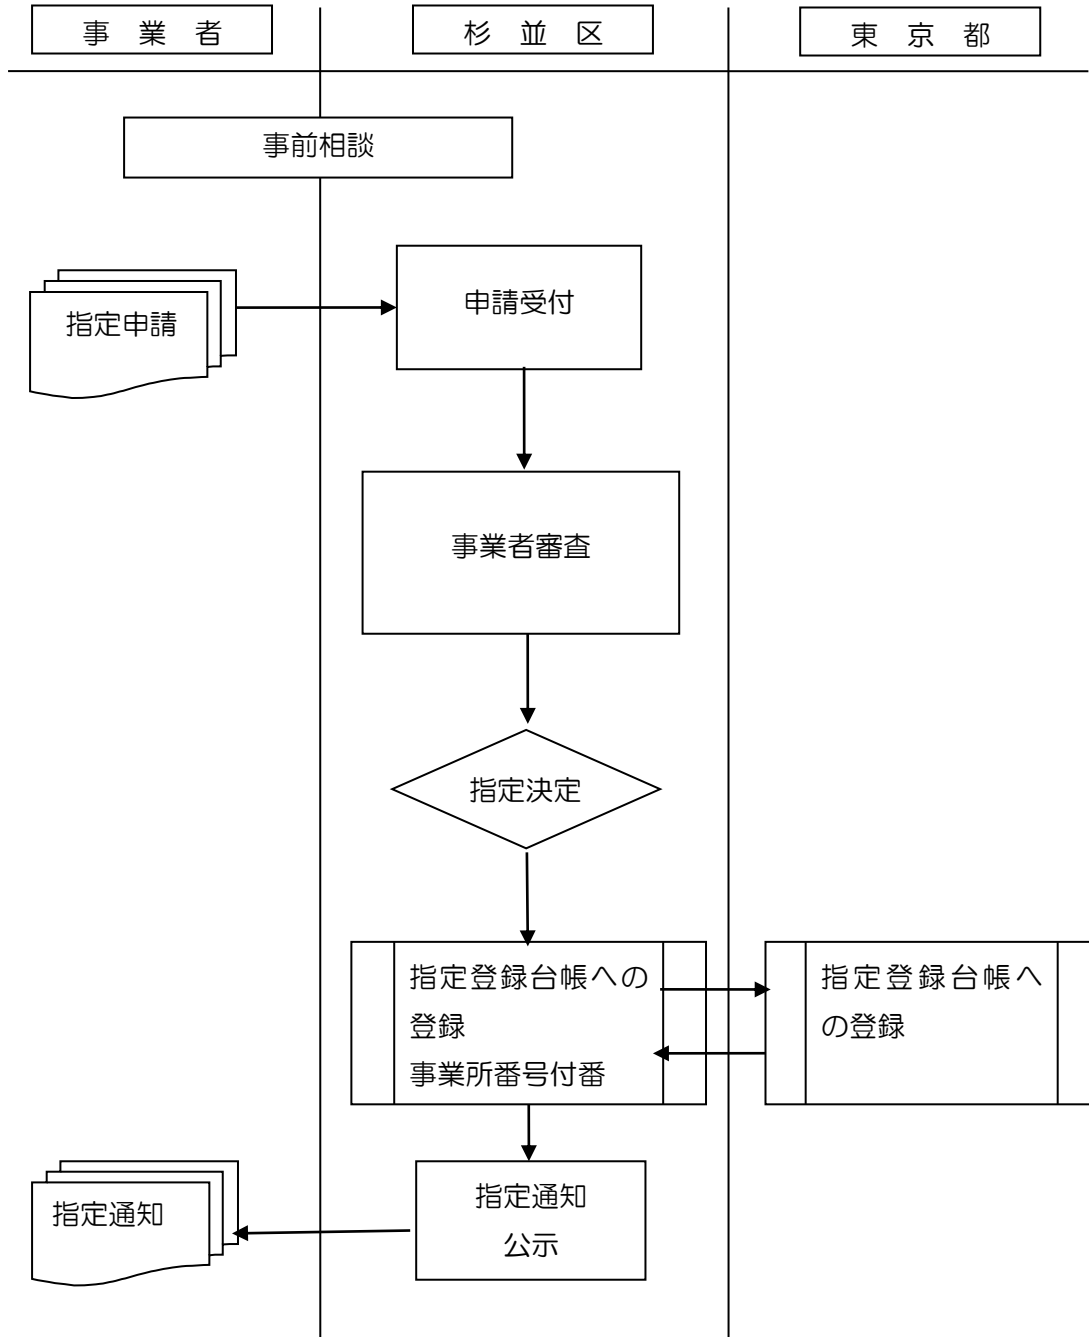 事　業　者
杉　並　区
東　京　都
事前相談
指定申請
申請受付
事業者審査
指定決定
指定登録台帳への
登録
事業所番号付番
指定登録台帳へ
の登録
指定通知
公示
指定通知